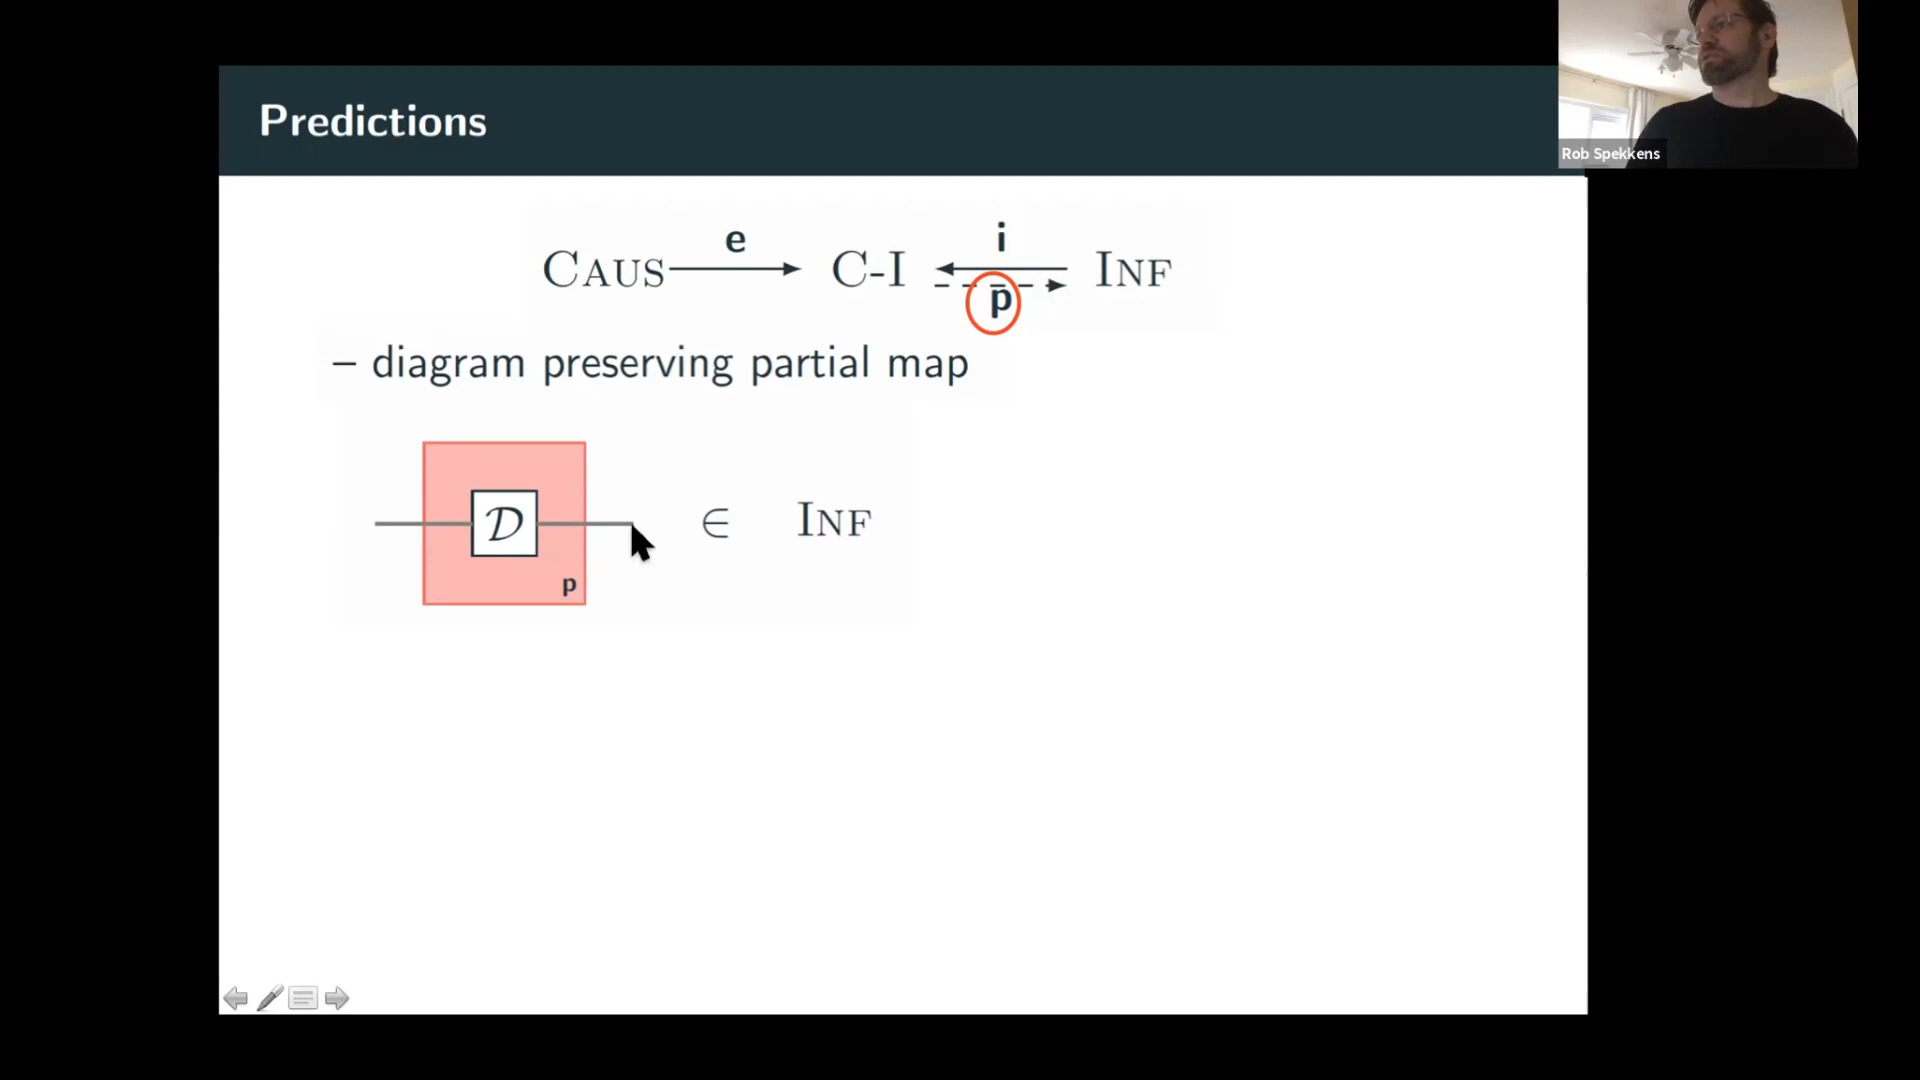 Predictions
Rob Spekkens
e
i
CAUS C-I INF
p
– diagram preserving partial map
𝒟 ∈ INF
p